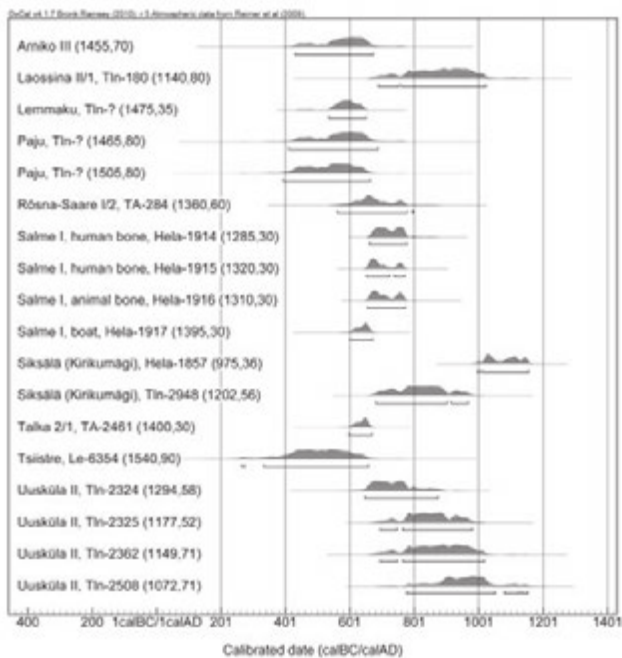 OxCal v4.1.7 Bronk Ramsey (2010); r:5 Atmospheric data from Reimer et al (2009);
Arniko III (1455,70)
Laossina II/1, Tln-180 (1140,80)
Lemmaku, Tln-? (1475,35)
Paju, Tln-? (1465,80)
Paju, Tln-? (1505,80)
Rõsna-Saare I/2, TA-284 (1360,60)
Salme I, human bone, Hela-1914 (1285,30)
Salme I, human bone, Hela-1915 (1320,30)
Salme I, animal bone, Hela-1916 (1310,30)
Salme I, boat, Hela-1917 (1395,30)
Siksälä (Kirikumägi), Hela-1857 (975,36)
Siksälä (Kirikumägi), Tln-2948 (1202,56)
Talka 2/1, TA-2461 (1400,30)
Tsiistre, Le-6354 (1540,90)
Uusküla II, Tln-2324 (1294,58)
Uusküla II, Tln-2325 (1177,52)
Uusküla II, Tln-2362 (1149,71)
Uusküla II, Tln-2508 (1072,71)
400 200 1calBC/1calAD 201 401 601 801 1001 1201 1401
Calibrated date (calBC/calAD)